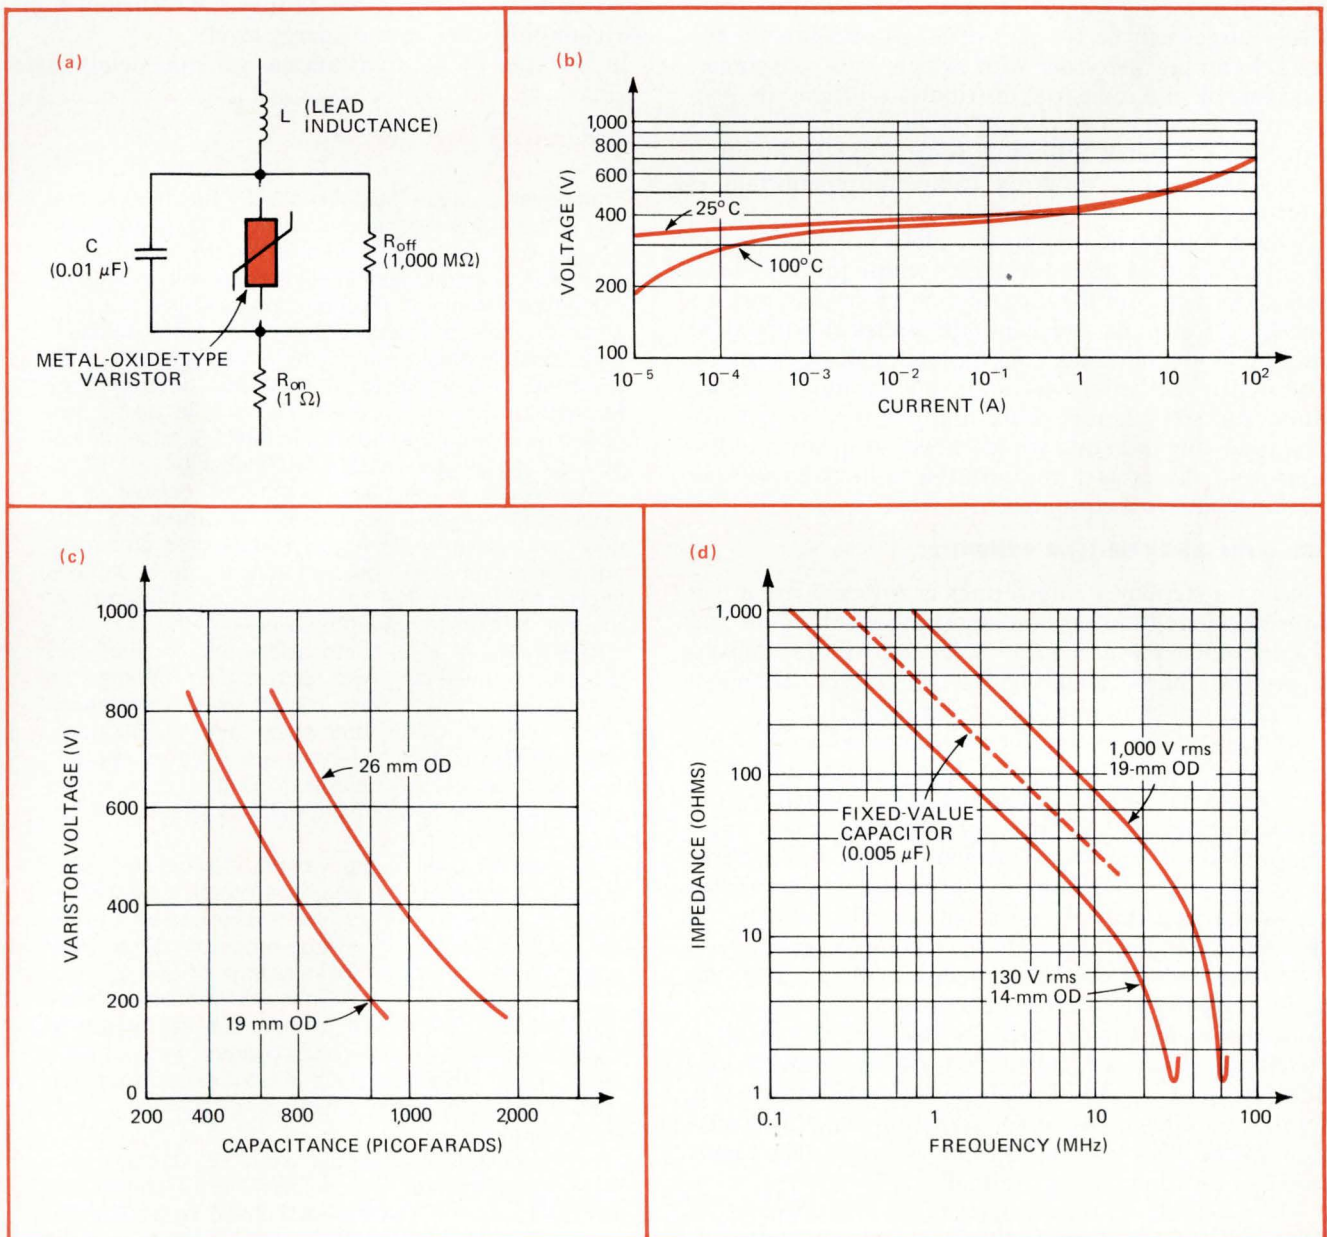 (a)
L (LEAD
INDUCTANCE)
C
(0.01 μF)
R_off
(1,000 MΩ)
METAL-OXIDE-TYPE
VARISTOR
R_on
(1 Ω)
(b)
VOLTAGE (V)
1,000
800
600
400
200
100
25°C
100°C
10⁻⁵ 10⁻⁴ 10⁻³ 10⁻² 10⁻¹ 1 10 10²
CURRENT (A)
(c)
VARISTOR VOLTAGE (V)
1,000
800
600
400
200
0
26 mm OD
19 mm OD
200 400 800 1,000 2,000
CAPACITANCE (PICOFARADS)
(d)
IMPEDANCE (OHMS)
1,000
100
10
1
1,000 V rms
19-mm OD
FIXED-VALUE
CAPACITOR
(0.005 μF)
130 V rms
14-mm OD
0.1 1 10 100
FREQUENCY (MHz)